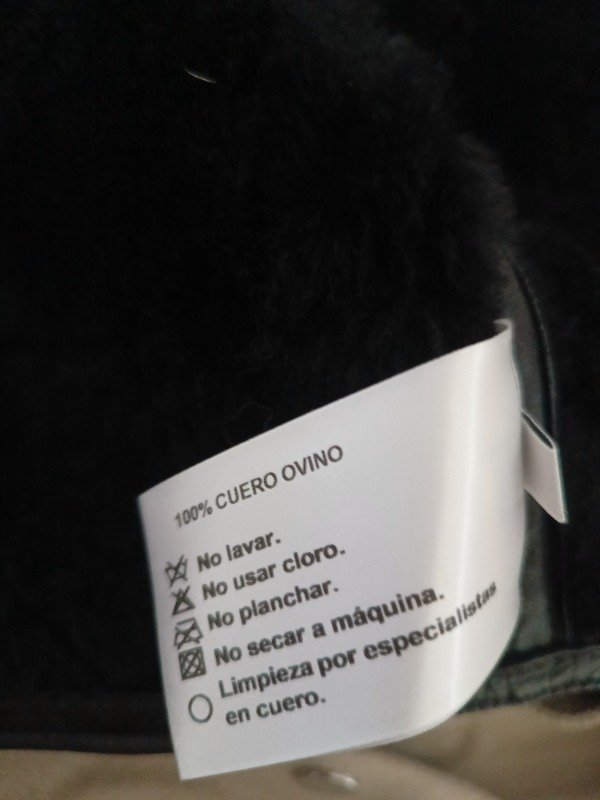 100% CUERO OVINO
No lavar.
No usar cloro.
No planchar.
No secar a máquina.
Limpieza por especialistas
en cuero.